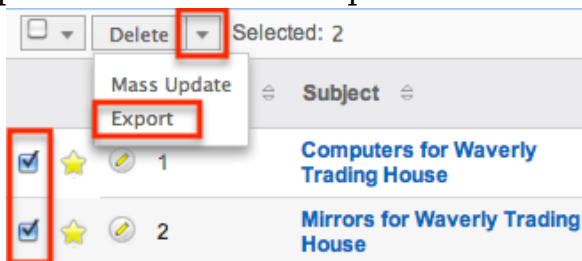 Delete Selected: 2
Mass Update Subject
Export
1 Computers for Waverly
Trading House
2 Mirrors for Waverly Trading
House